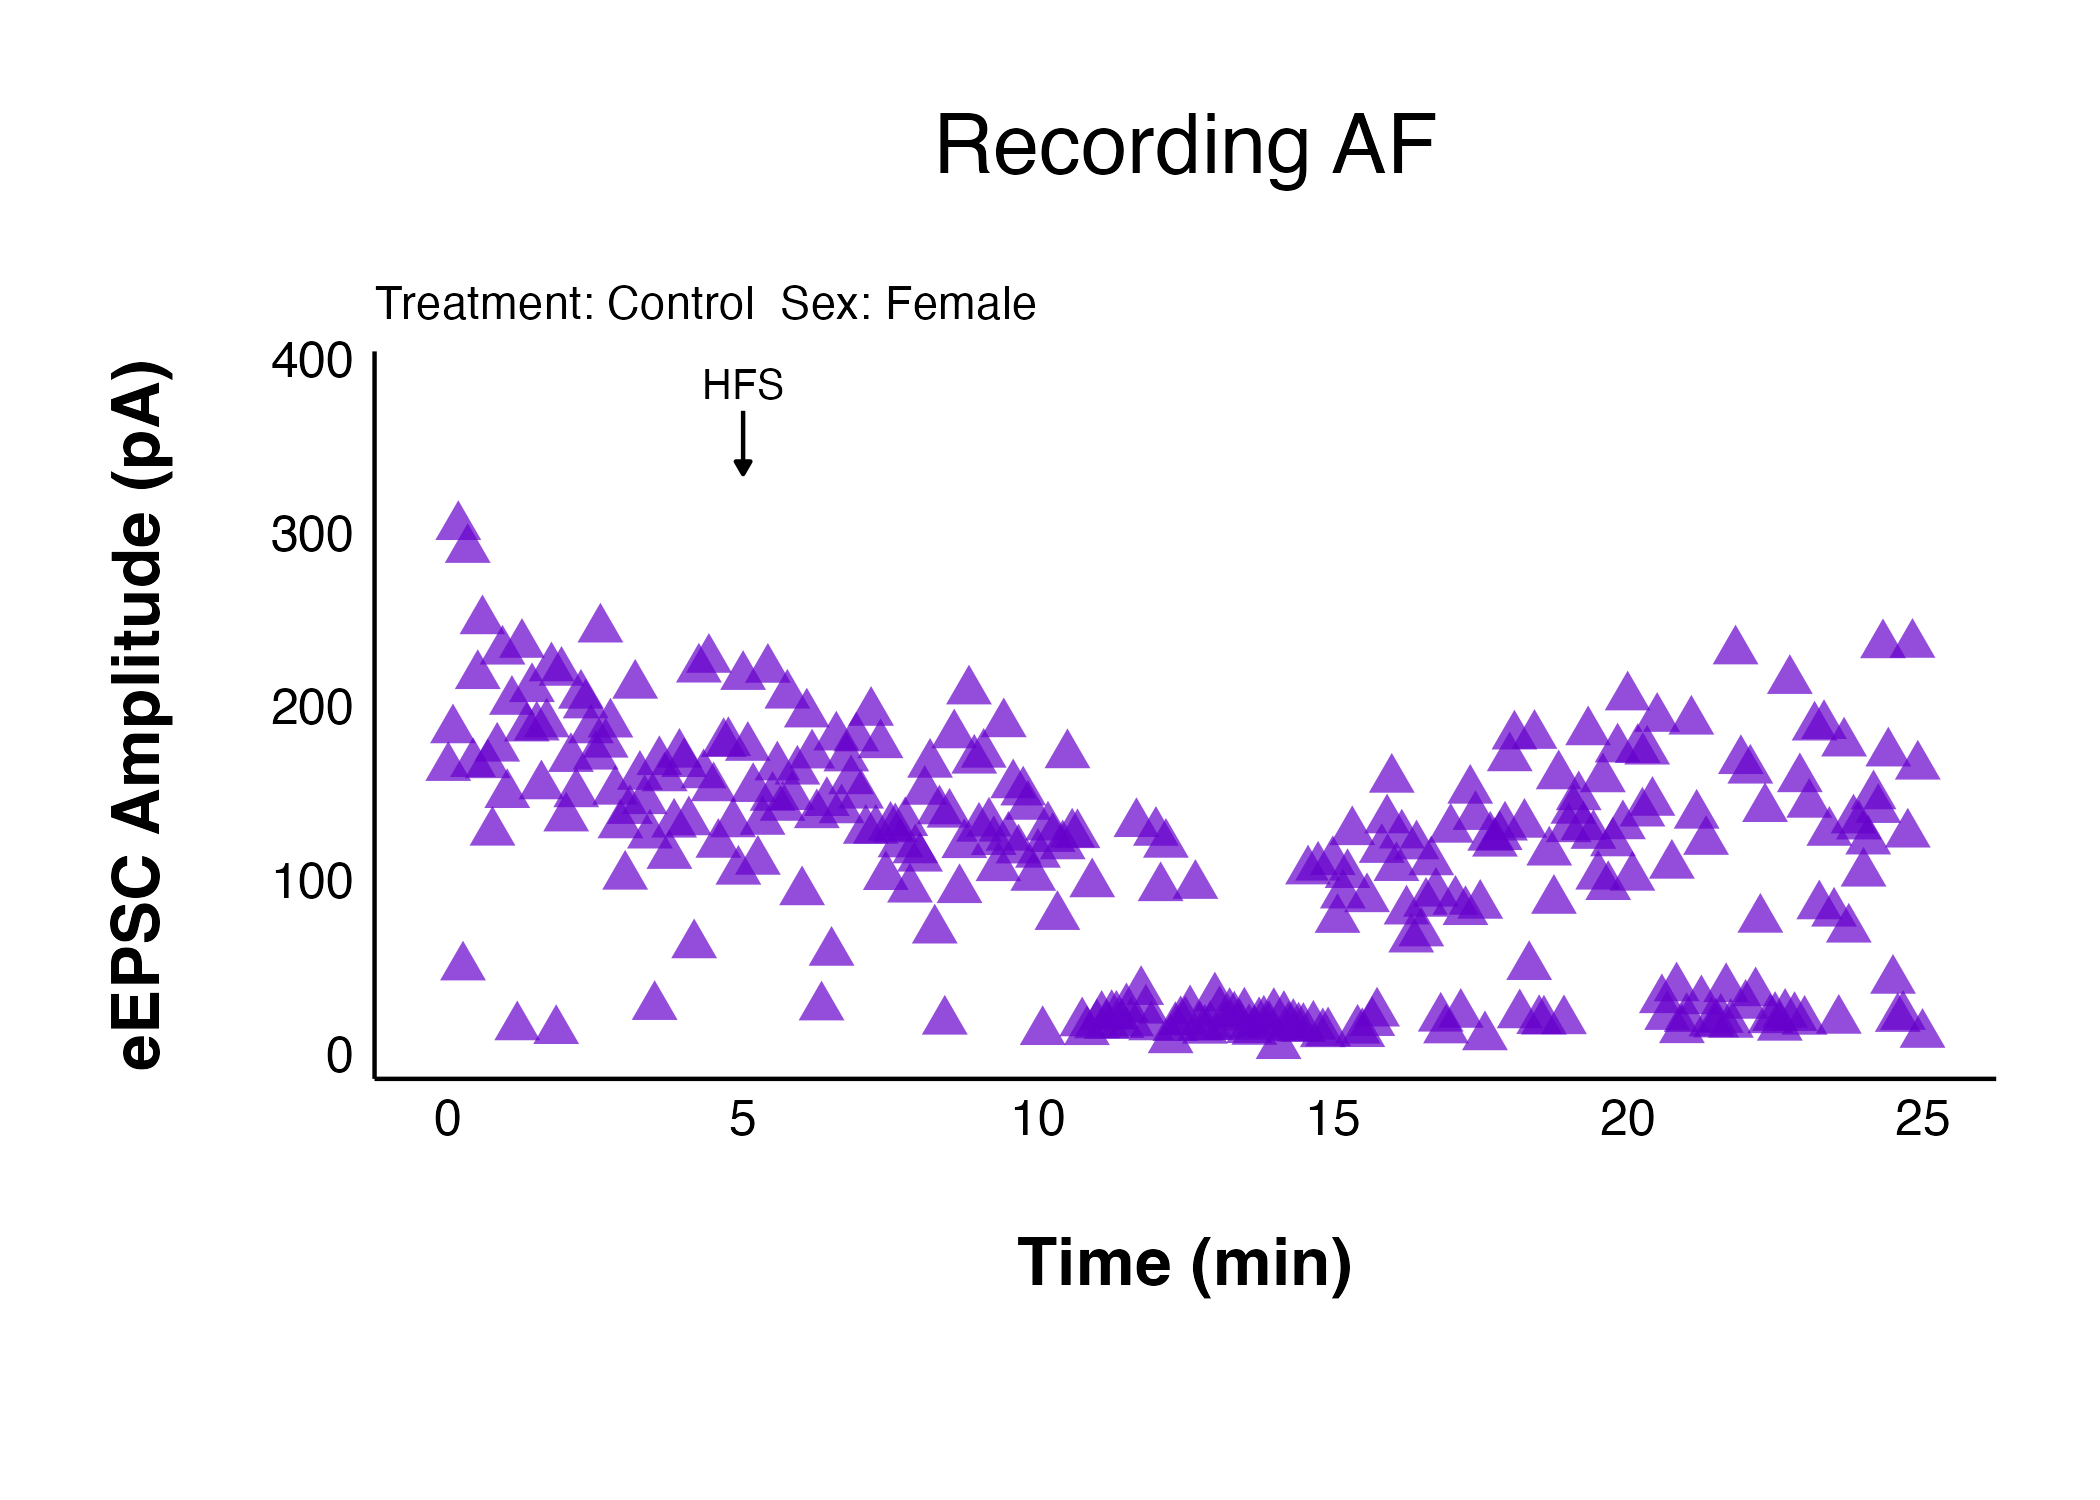 Recording AF
Treatment: Control  Sex: Female
eEPSC Amplitude (pA)
400
300
200
100
0
HFS
0 5 10 15 20 25
Time (min)